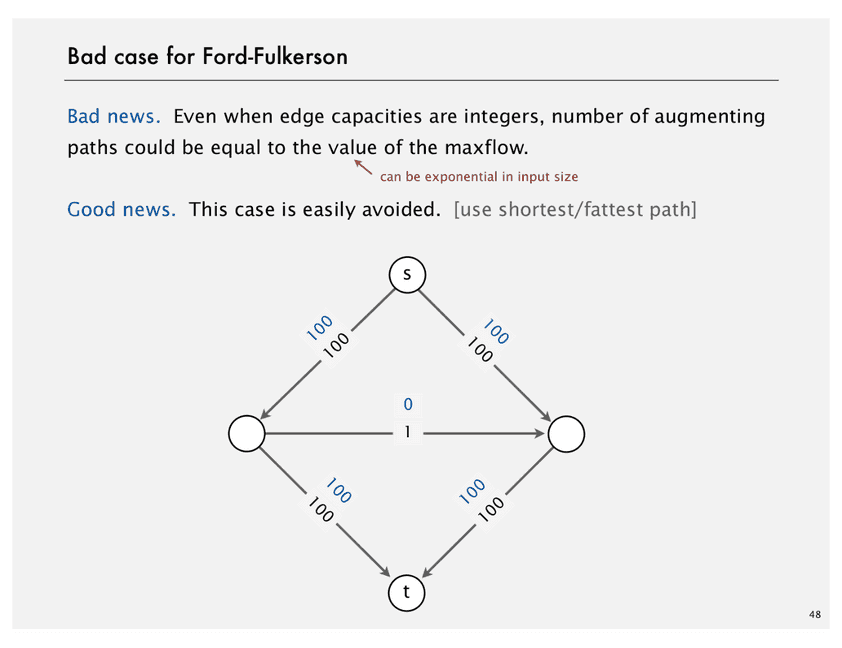 Bad case for Ford-Fulkerson
Bad news. Even when edge capacities are integers, number of augmenting
paths could be equal to the value of the maxflow.
can be exponential in input size
Good news. This case is easily avoided. [use shortest/fattest path]
s
100
100
100
100
0
1
100
100
100
100
t
48